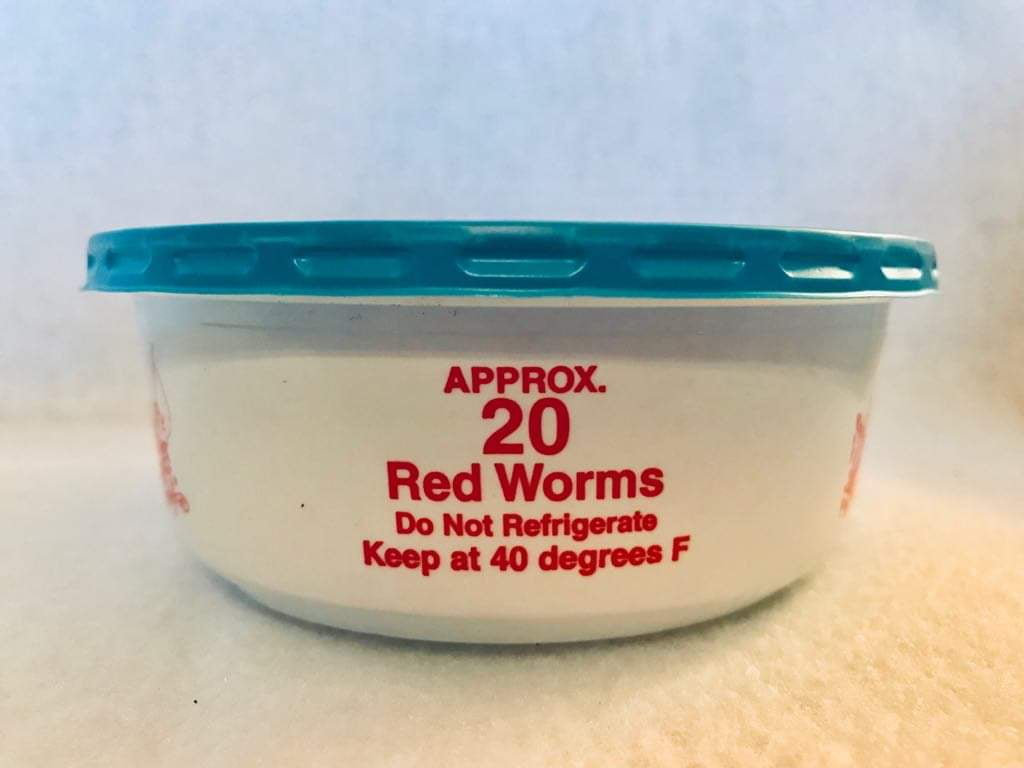 APPROX.
20
Red Worms
Do Not Refrigerate
Keep at 40 degrees F